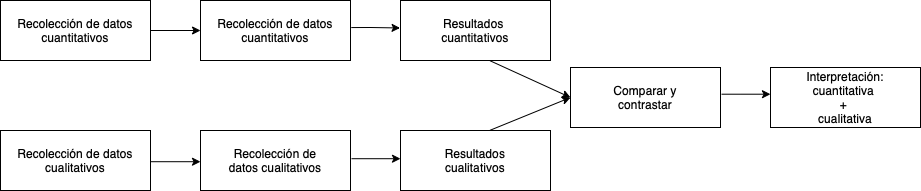 Recolección de datos
cuantitativos
Recolección de datos
cuantitativos
Resultados
cuantitativos
Comparar y
contrastar
Interpretación:
cuantitativa
+
cualitativa
Recolección de datos
cualitativos
Recolección de
datos cualitativos
Resultados
cualitativos